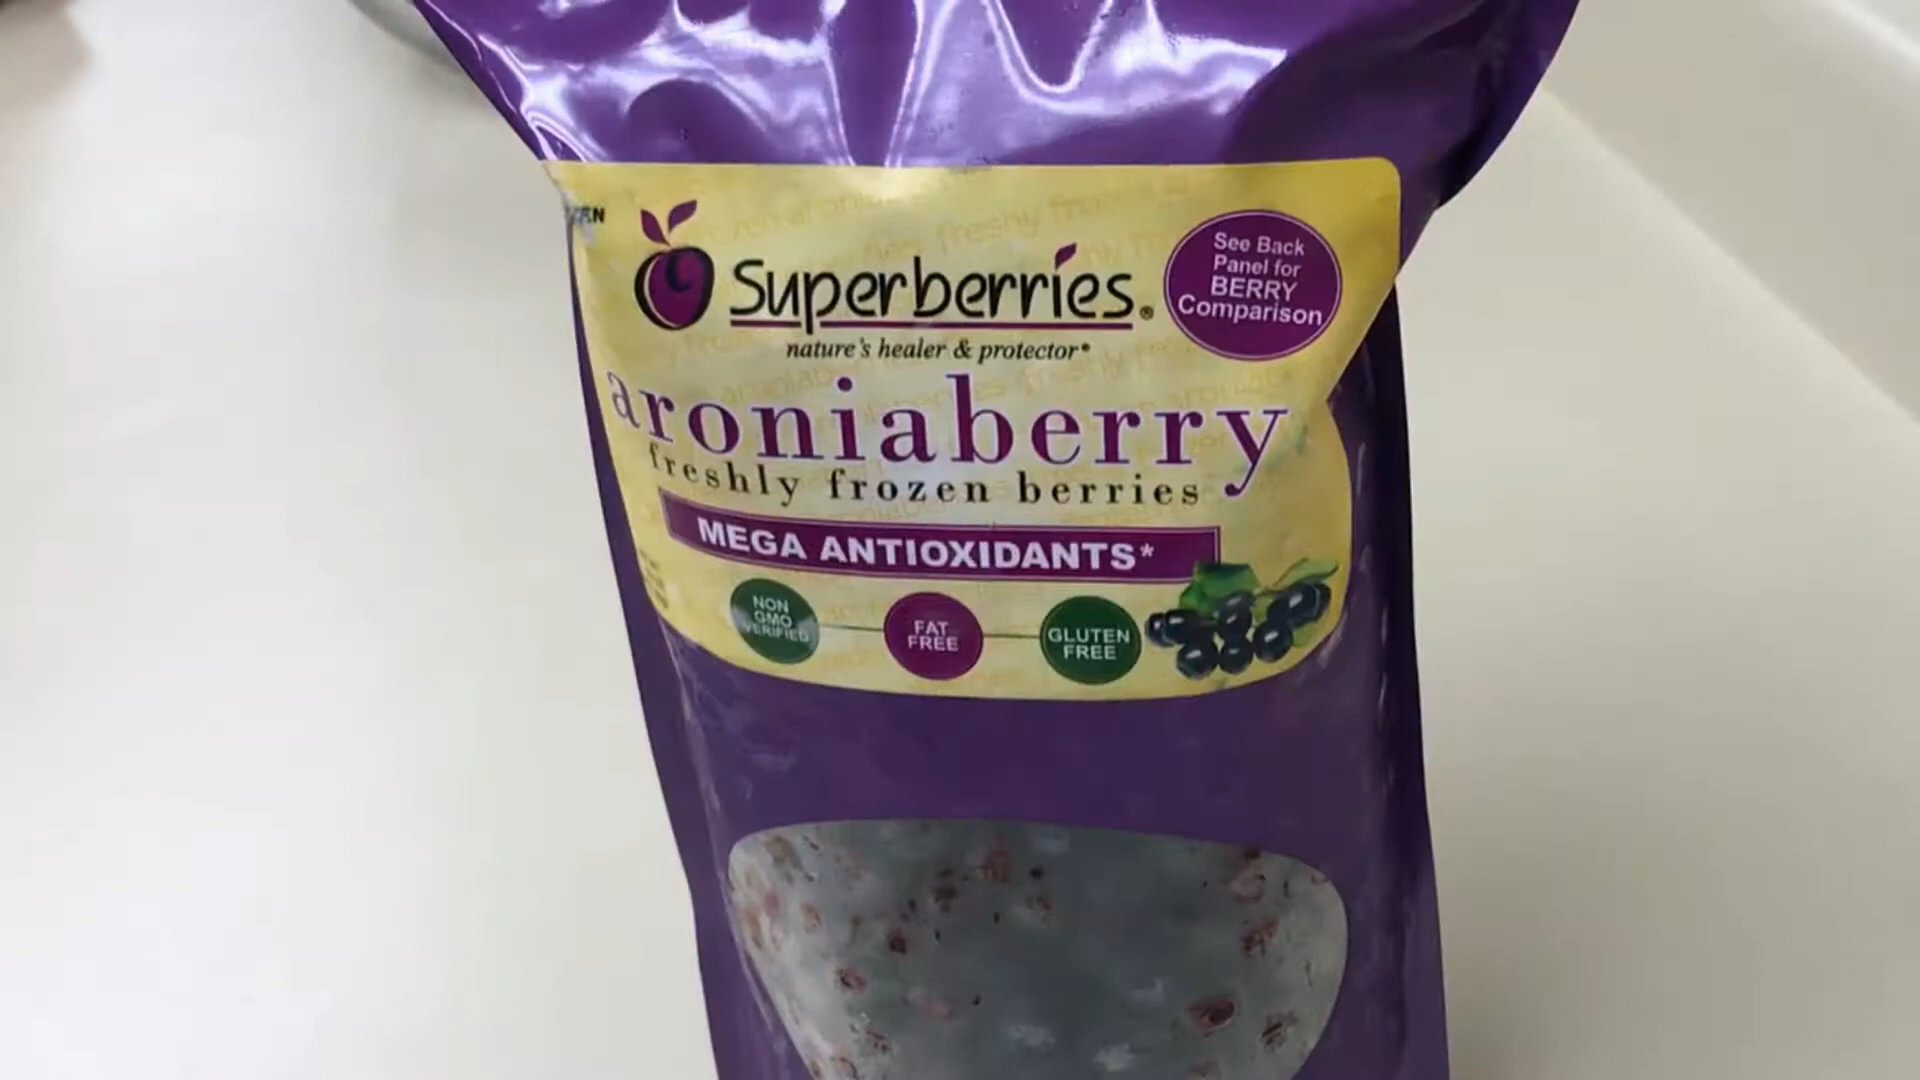 Superberries®
See Back
Panel for
BERRY
Comparison
nature's healer & protector®
aroniaberry
freshly frozen berries
MEGA ANTIOXIDANTS*
NON
GMO
VERIFIED
FAT
FREE
GLUTEN
FREE